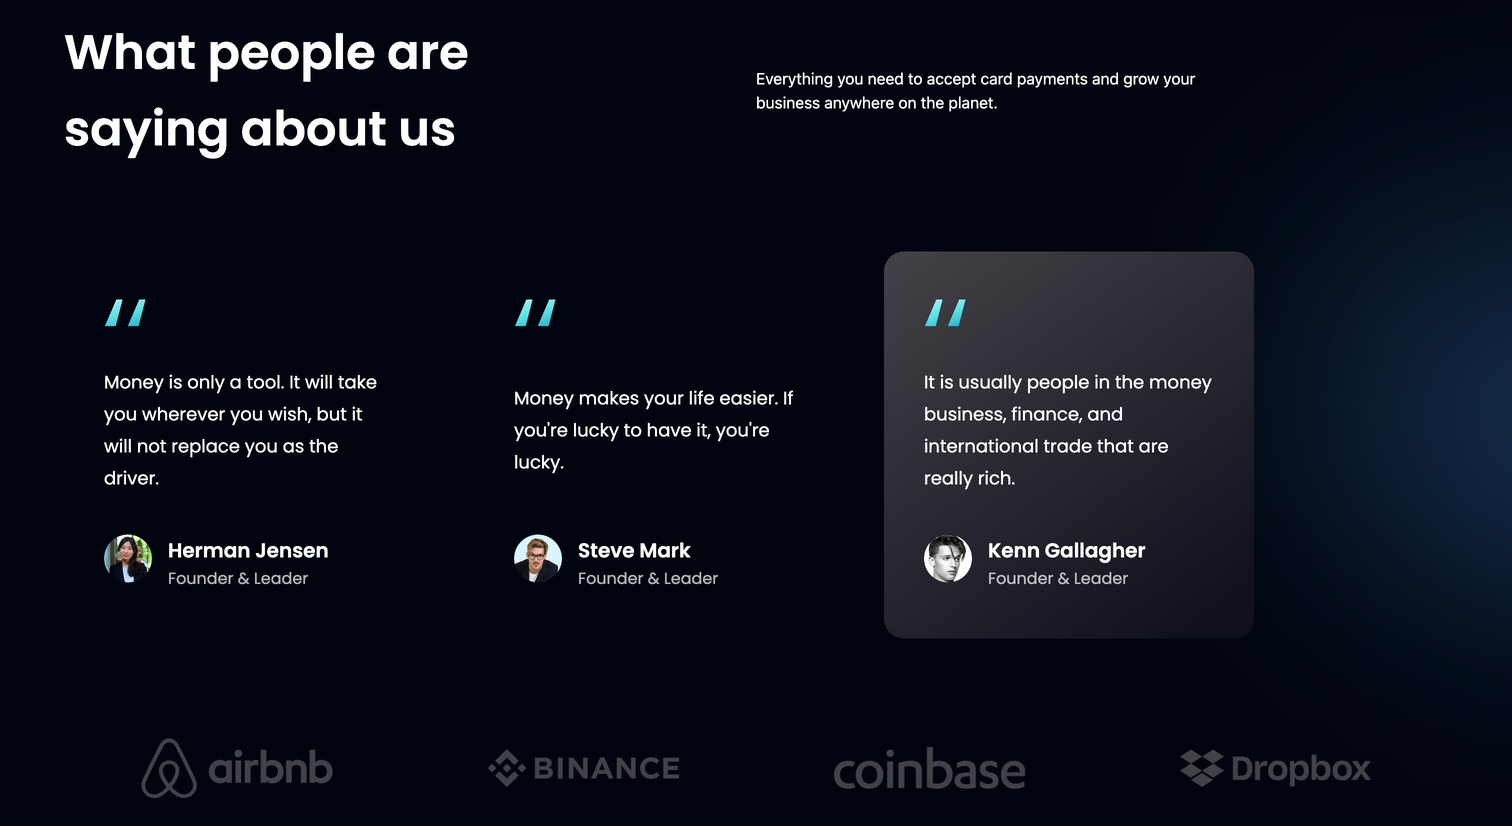 What people are
saying about us
Everything you need to accept card payments and grow your
business anywhere on the planet.
Money is only a tool. It will take
you wherever you wish, but it
will not replace you as the
driver.
Herman Jensen
Founder & Leader
Money makes your life easier. If
you're lucky to have it, you're
lucky.
Steve Mark
Founder & Leader
It is usually people in the money
business, finance, and
international trade that are
really rich.
Kenn Gallagher
Founder & Leader
airbnb
BINANCE
coinbase
Dropbox